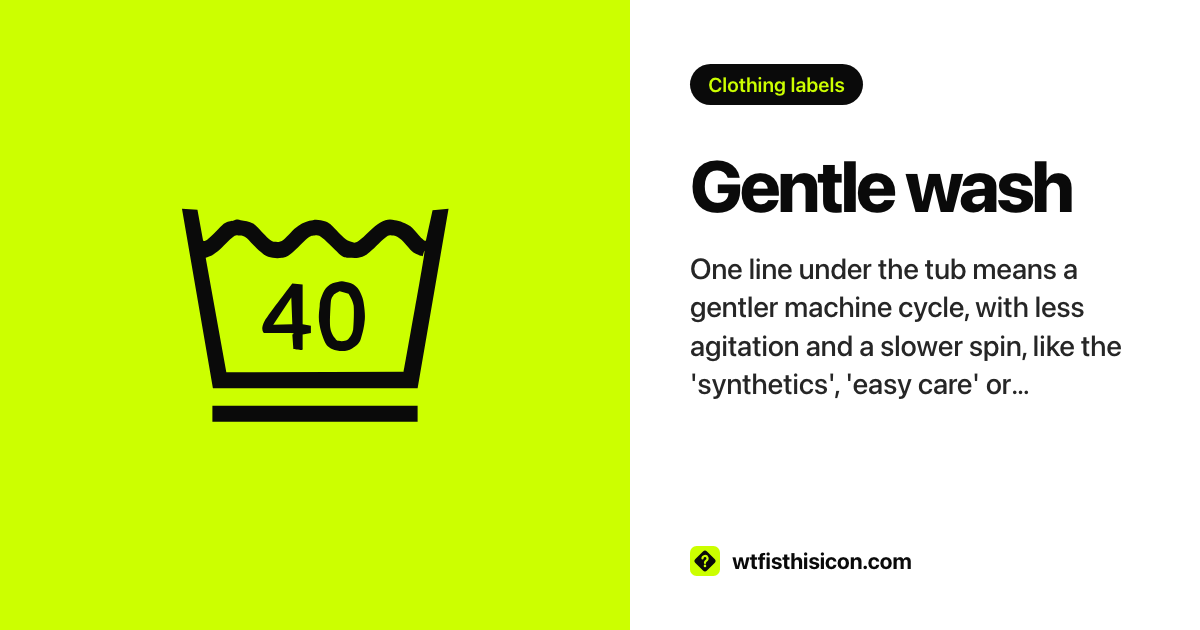 40
Clothing labels
Gentle wash
One line under the tub means a
gentler machine cycle, with less
agitation and a slower spin, like the
'synthetics', 'easy care' or...
?
wtfisthisicon.com